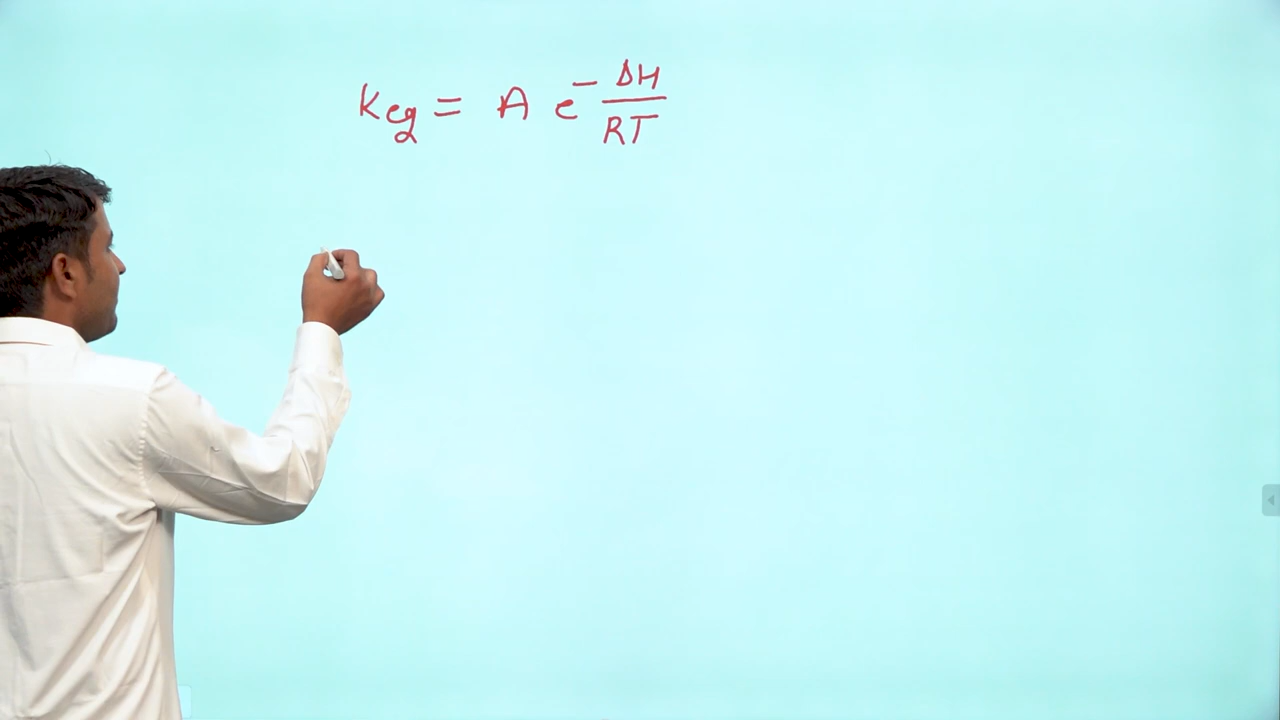 Keq = A e^{-ΔH/RT}